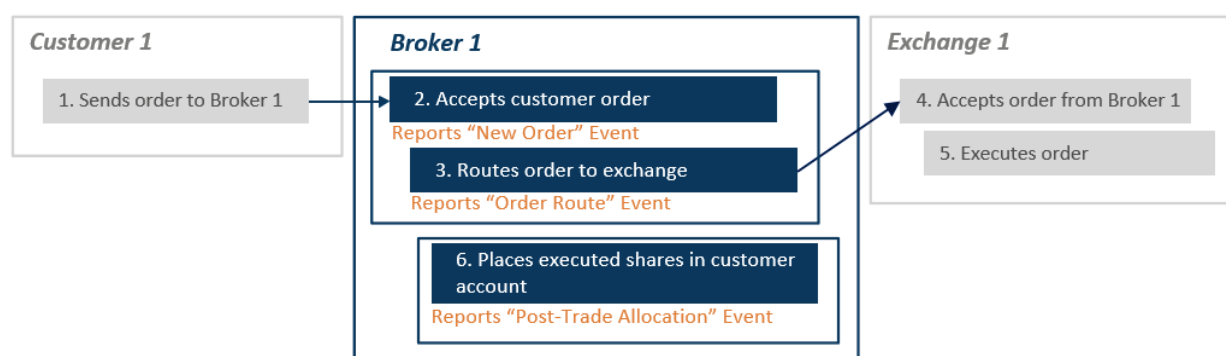 Customer 1
1. Sends order to Broker 1
Broker 1
2. Accepts customer order
Reports “New Order” Event
3. Routes order to exchange
Reports “Order Route” Event
6. Places executed shares in customer
account
Reports “Post-Trade Allocation” Event
Exchange 1
4. Accepts order from Broker 1
5. Executes order